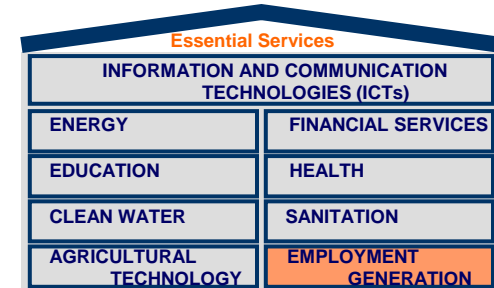 Essential Services
INFORMATION AND COMMUNICATION
TECHNOLOGIES (ICTs)
ENERGY
FINANCIAL SERVICES
EDUCATION
HEALTH
CLEAN WATER
SANITATION
AGRICULTURAL
TECHNOLOGY
EMPLOYMENT
GENERATION